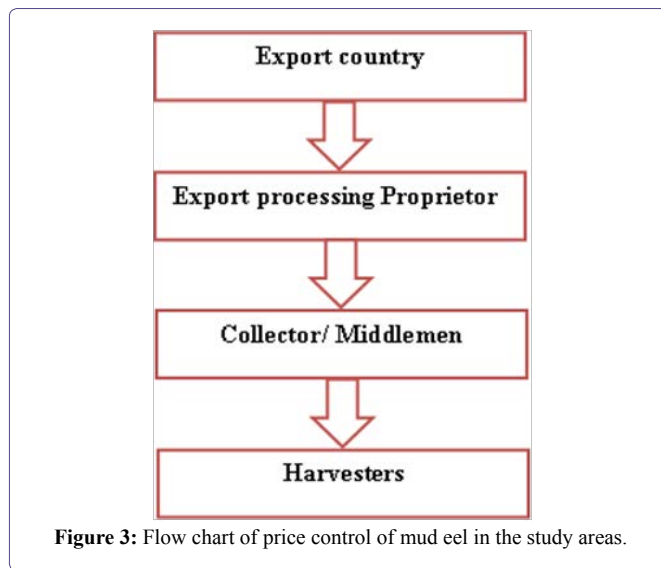 Export country
Export processing Proprietor
Collector/ Middlemen
Harvesters
Figure 3: Flow chart of price control of mud eel in the study areas.